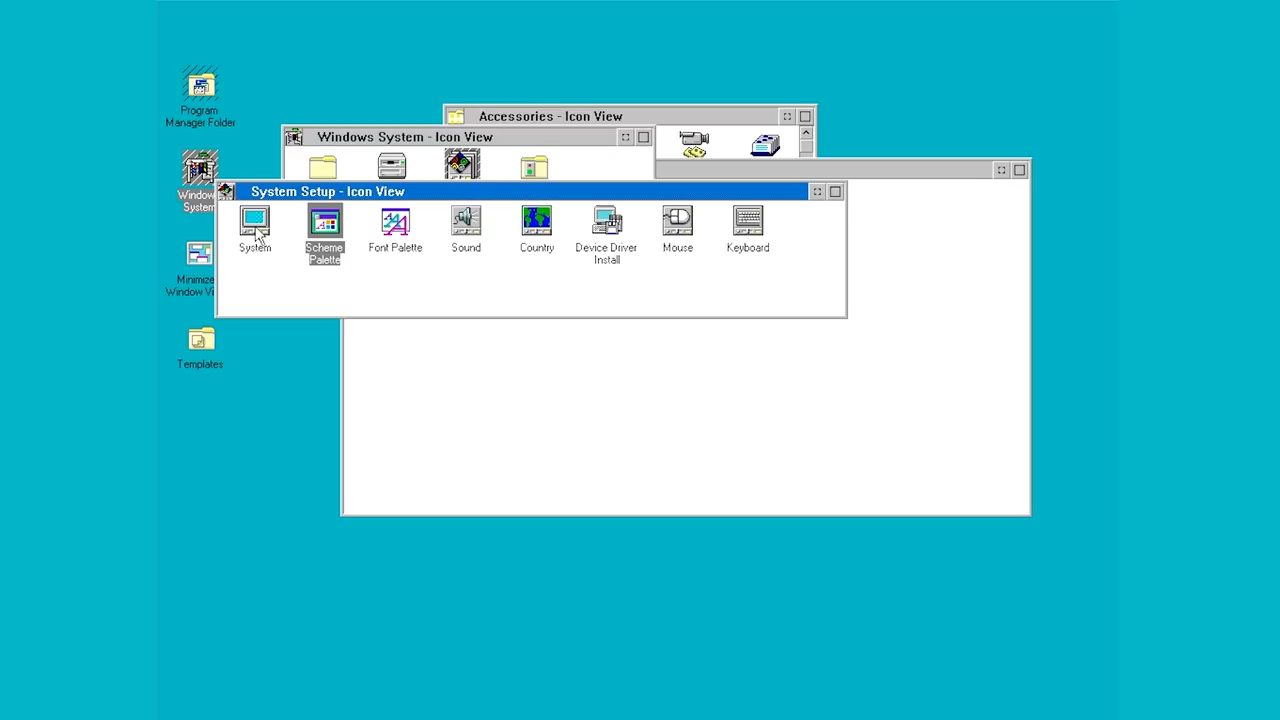 Program
Manager Folder
Accessories - Icon View
Windows System - Icon View
Window
System
System Setup - Icon View
System
Scheme
Palette
Font Palette
Sound
Country
Device Driver
Install
Mouse
Keyboard
Minimize
Window Vi
Templates